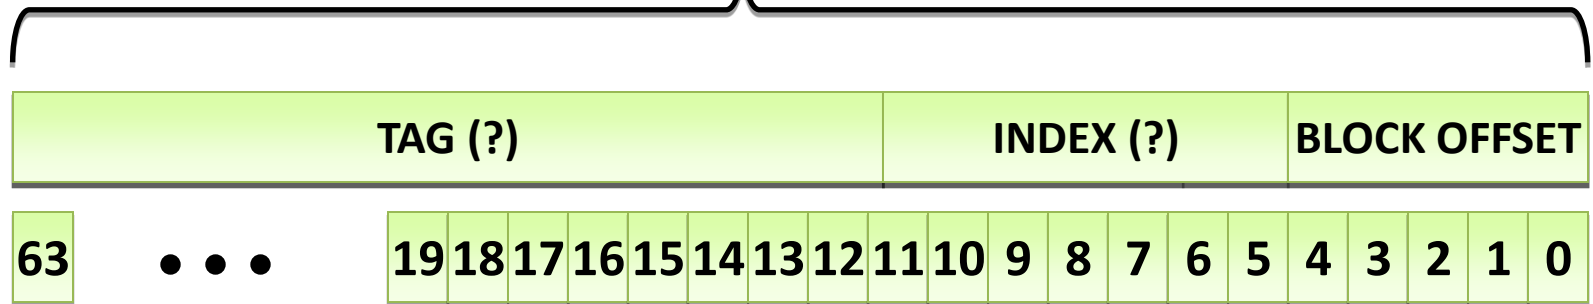 TAG (?) INDEX (?) BLOCK OFFSET
63 ● ● ● 19 18 17 16 15 14 13 12 11 10 9 8 7 6 5 4 3 2 1 0